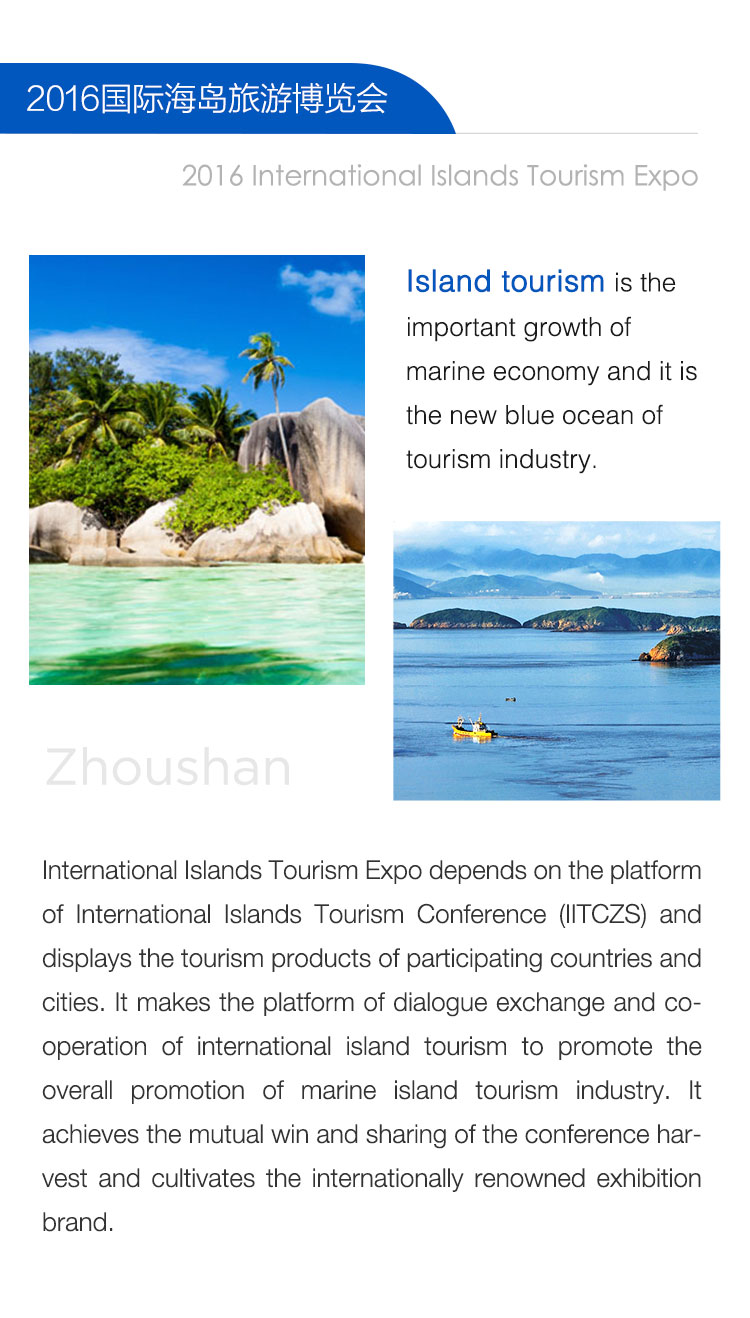 2016国际海岛旅游博览会
2016 International Islands Tourism Expo
Island tourism is the
important growth of
marine economy and it is
the new blue ocean of
tourism industry.
Zhoushan
International Islands Tourism Expo depends on the platform
of International Islands Tourism Conference (IITCZS) and
displays the tourism products of participating countries and
cities. It makes the platform of dialogue exchange and co-
operation of international island tourism to promote the
overall promotion of marine island tourism industry. It
achieves the mutual win and sharing of the conference har-
vest and cultivates the internationally renowned exhibition
brand.